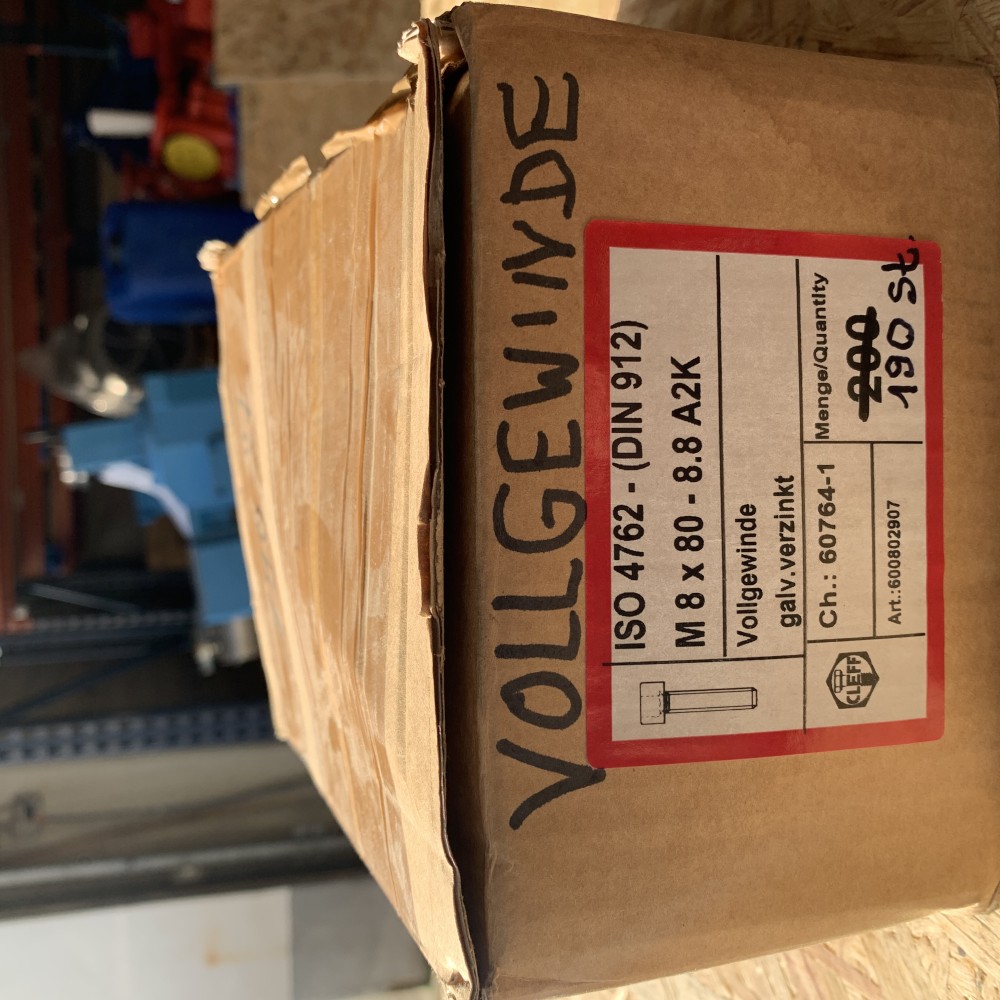 VOLLGEWINDE
ISO 4762 - (DIN 912)
M 8 x 80 - 8.8 A2K
Vollgewinde
galv.verzinkt
Ch.: 60764-1
Menge/Quantity
200
190 St.
Art.:600802907
CLEFF